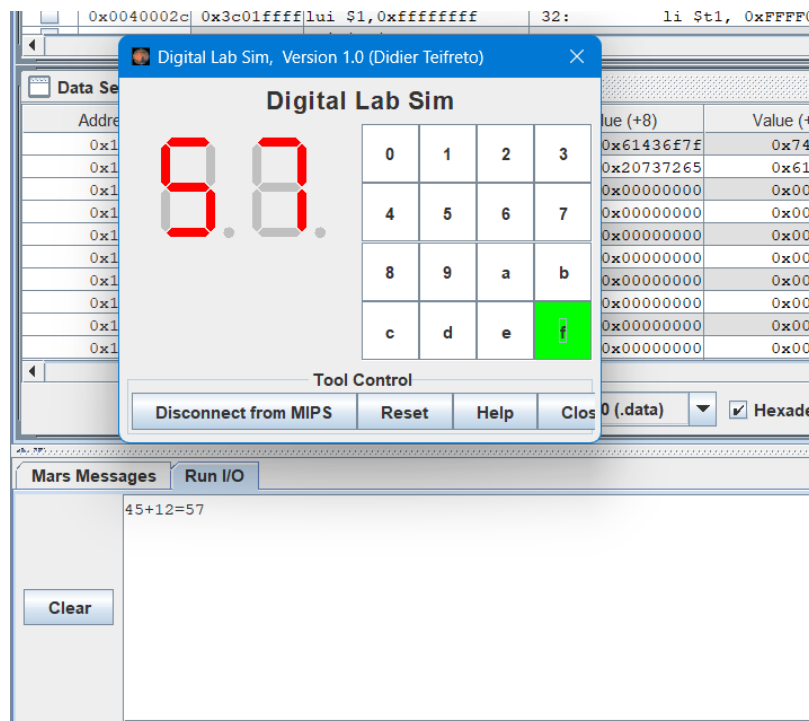 0x0040002c 0x3c01ffff lui $1,0xffffffff 32: li $t1, 0xFFFF
Digital Lab Sim, Version 1.0 (Didier Teifreto)
Data Se
Digital Lab Sim
Addre
lue (+8)
Value (+
0x1
0x61436f7f
0x74
0x1
0x20737265
0x61
0x1
0x00000000
0x00
0x1
0x00000000
0x00
0x1
0x00000000
0x00
0x1
0x00000000
0x00
0x1
0x00000000
0x00
0x1
0x00000000
0x00
0x1
0x00000000
0x00
0x1
0x00000000
0x00
57
0 1 2 3
4 5 6 7
8 9 a b
c d e f
Tool Control
Disconnect from MIPS Reset Help Clos
0 (.data)
Hexade
Mars Messages Run I/O
45+12=57
Clear